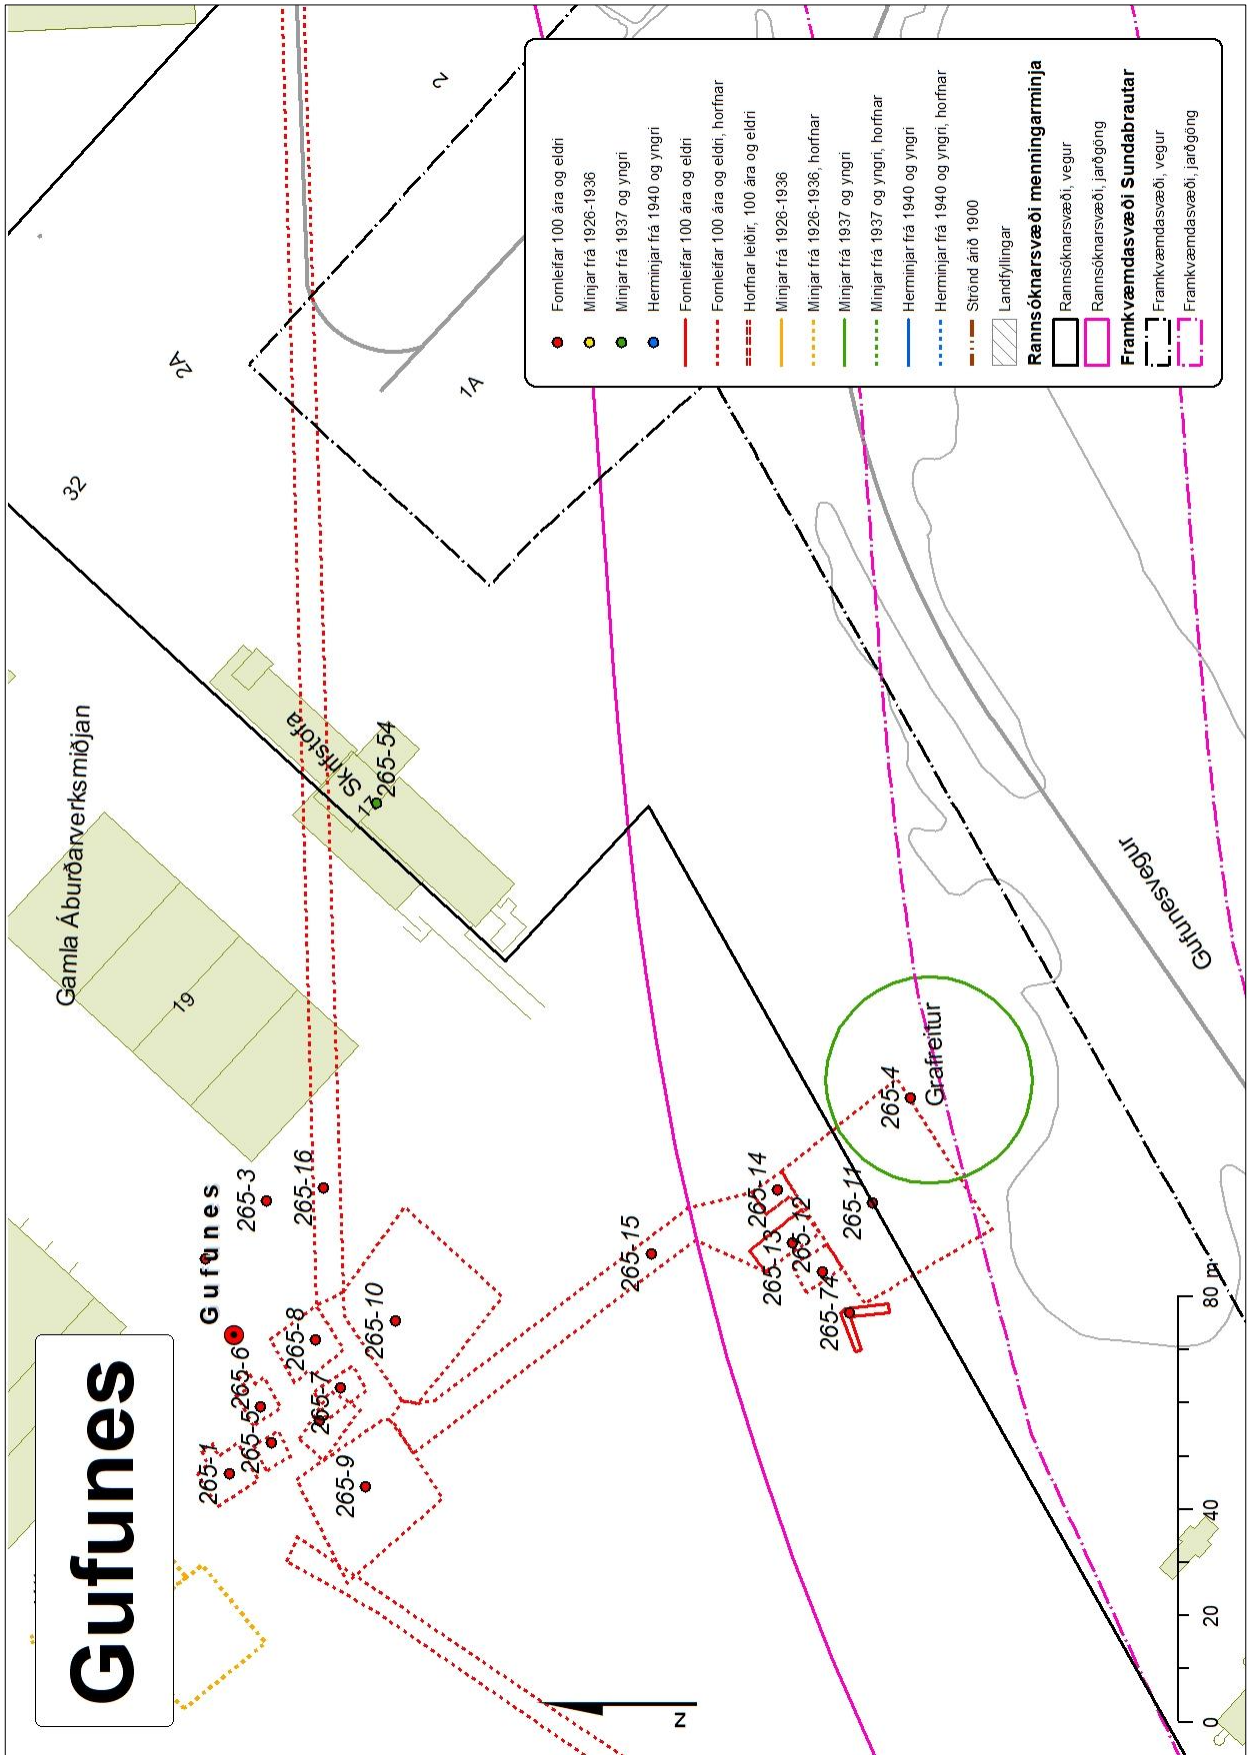 Gufunes
Gufunes
Gamla Áburðarverksmiðjan
19
32
2A
2
1A
Skrifstofa
17
265-54
265-1
265-5
265-6
265-3
265-16
265-8
265-7
265-9
265-10
265-15
265-14
265-13
265-12
265-11
265-74
265-4
Grafreitur
Gufunesvegur
N
0 20 40 80 m
Fornleifar 100 ára og eldri
Minjar frá 1926-1936
Minjar frá 1937 og yngri
Herminjar frá 1940 og yngri
Fornleifar 100 ára og eldri
Fornleifar 100 ára og eldri, horfnar
Horfnar leiðir, 100 ára og eldri
Minjar frá 1926-1936
Minjar frá 1926-1936, horfnar
Minjar frá 1937 og yngri
Minjar frá 1937 og yngri, horfnar
Herminjar frá 1940 og yngri
Herminjar frá 1940 og yngri, horfnar
Strönd árið 1900
Landfyllingar
Rannsóknarsvæði menningarminja
Rannsóknarsvæði, vegur
Rannsóknarsvæði, jarðgöng
Framkvæmdasvæði Sundabrautar
Framkvæmdasvæði, vegur
Framkvæmdasvæði, jarðgöng